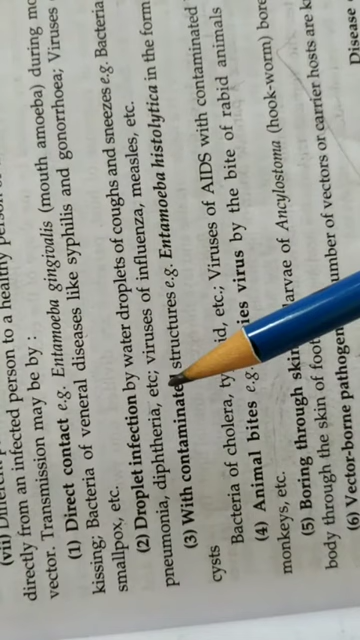 (vii)
directly from an infected person to a healthy person
vector. Transmission may be by :
(1) Direct contact e.g. Entamoeba gingivalis (mouth amoeba) during
kissing; Bacteria of veneral diseases like syphilis and gonorrhoea; Viruses
smallpox, etc.
(2) Droplet infection by water droplets of coughs and sneezes e.g. Bacteria
pneumonia, diphtheria, etc; viruses of influenza, measles, etc.
(3) With contaminated structures e.g. Entamoeba histolytica in the form
cysts
Bacteria of cholera, id, etc.; Viruses of AIDS with contaminated
(4) Animal bites e.g. ies virus by the bite of rabid animals
monkeys, etc.
(5) Boring through skin larvae of Ancylostoma (hook-worm) bore
body through the skin of foot
(6) Vector-borne pathogen umber of vectors or carrier hosts are
Disease